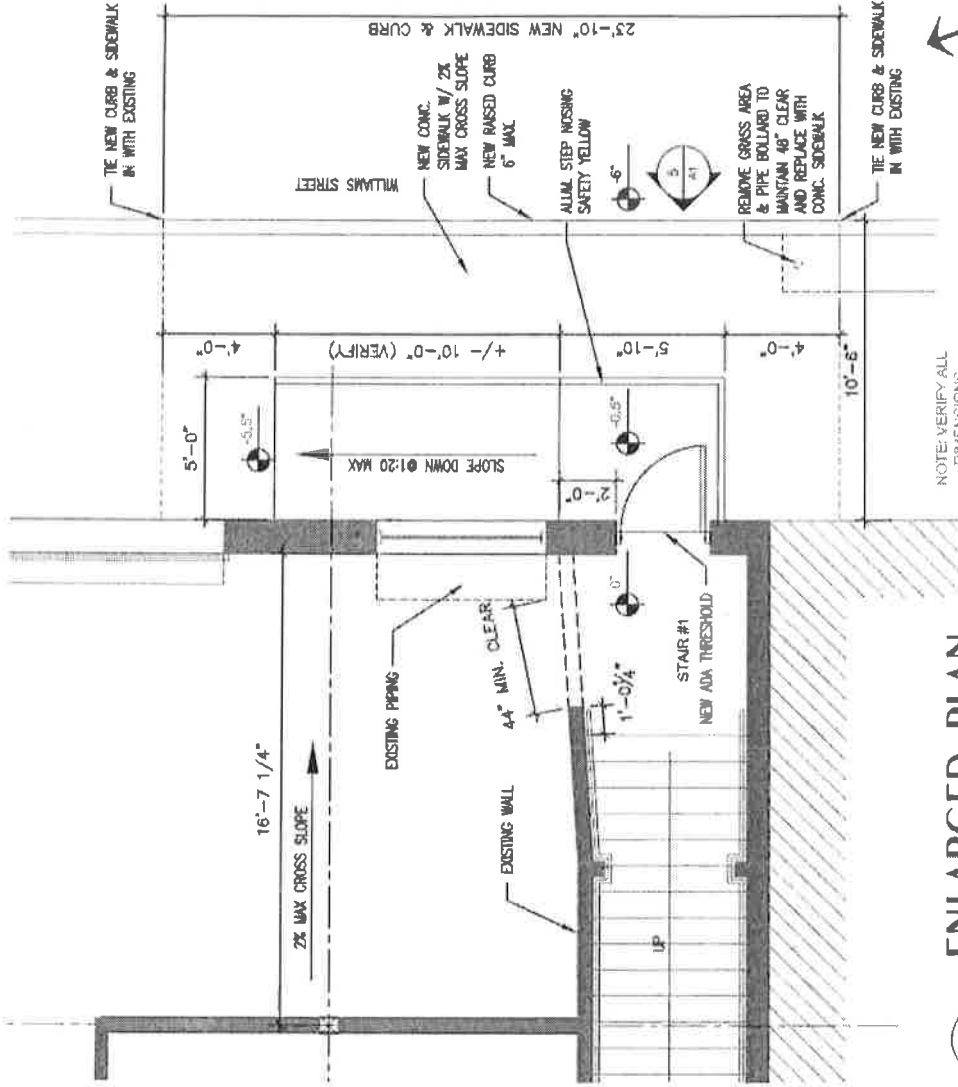 TIE NEW CURB & SIDEWALK
IN WITH EXISTING
23'-10" NEW SIDEWALK & CURB
NEW CONC.
SIDEWALK W/ 2%
MAX CROSS SLOPE
NEW RAISED CURB
6" MAX.
WILLIAMS STREET
ALUM. STEP NOSING
SAFETY YELLOW
-6"
5
A1
REMOVE GRASS AREA
& PIPE BOLLARD TO
MAINTAIN 48" CLEAR
AND REPLACE WITH
CONC. SIDEWALK
TIE NEW CURB & SIDEWALK
IN WITH EXISTING
4'-0"
+/- 10'-0" (VERIFY)
5'-10"
4'-0"
10'-6"
5'-0"
-5.5"
SLOPE DOWN @1:20 MAX
-0.5"
2'-0"
16'-7 1/4"
2% MAX CROSS SLOPE
EXISTING PIPING
44" MIN. CLEAR
0"
STAIR #1
NEW ADA THRESHOLD
1'-0 1/4"
EXISTING WALL
UP
NOTE: VERIFY ALL
DIMENSIONS
ENLARGED PLAN